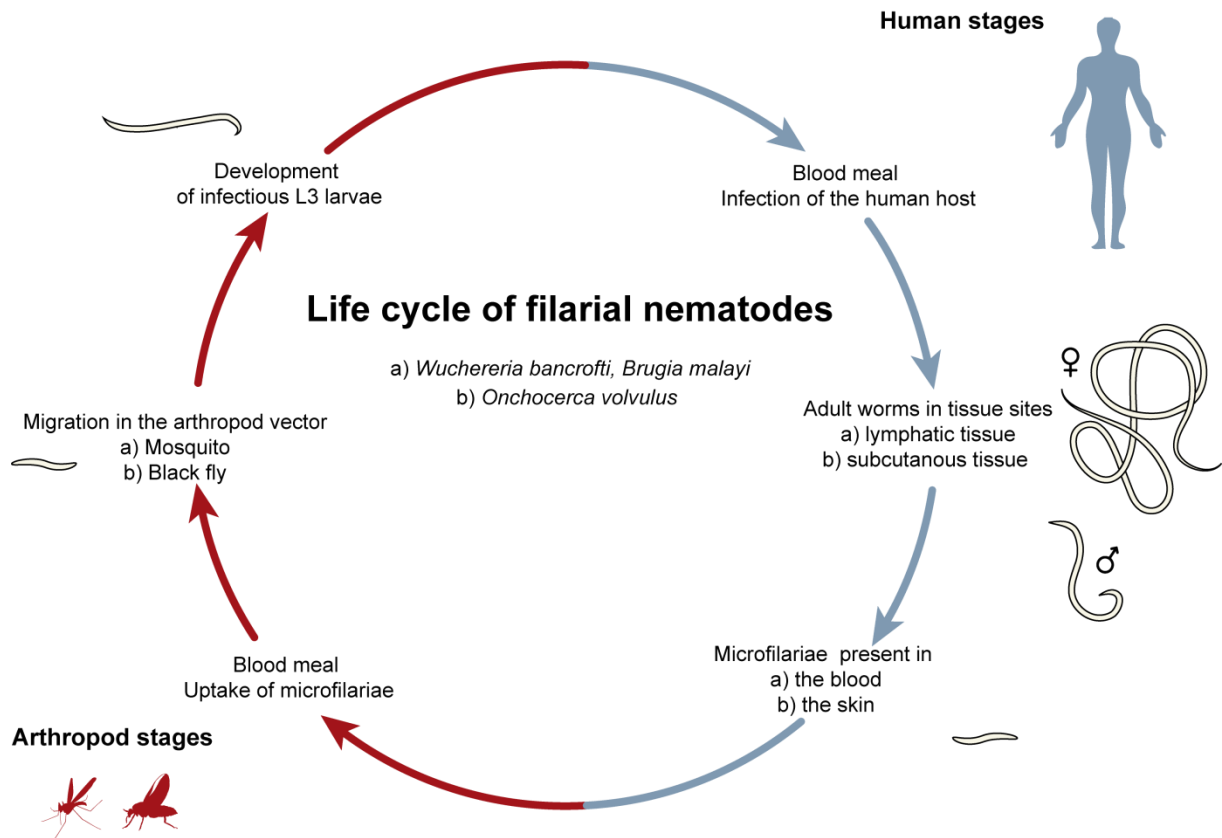 Human stages
Development
of infectious L3 larvae
Blood meal
Infection of the human host
Life cycle of filarial nematodes
a) Wuchereria bancrofti, Brugia malayi
b) Onchocerca volvulus
Migration in the arthropod vector
a) Mosquito
b) Black fly
♀
Adult worms in tissue sites
a) lymphatic tissue
b) subcutanous tissue
♂
Blood meal
Uptake of microfilariae
Microfilariae present in
a) the blood
b) the skin
Arthropod stages